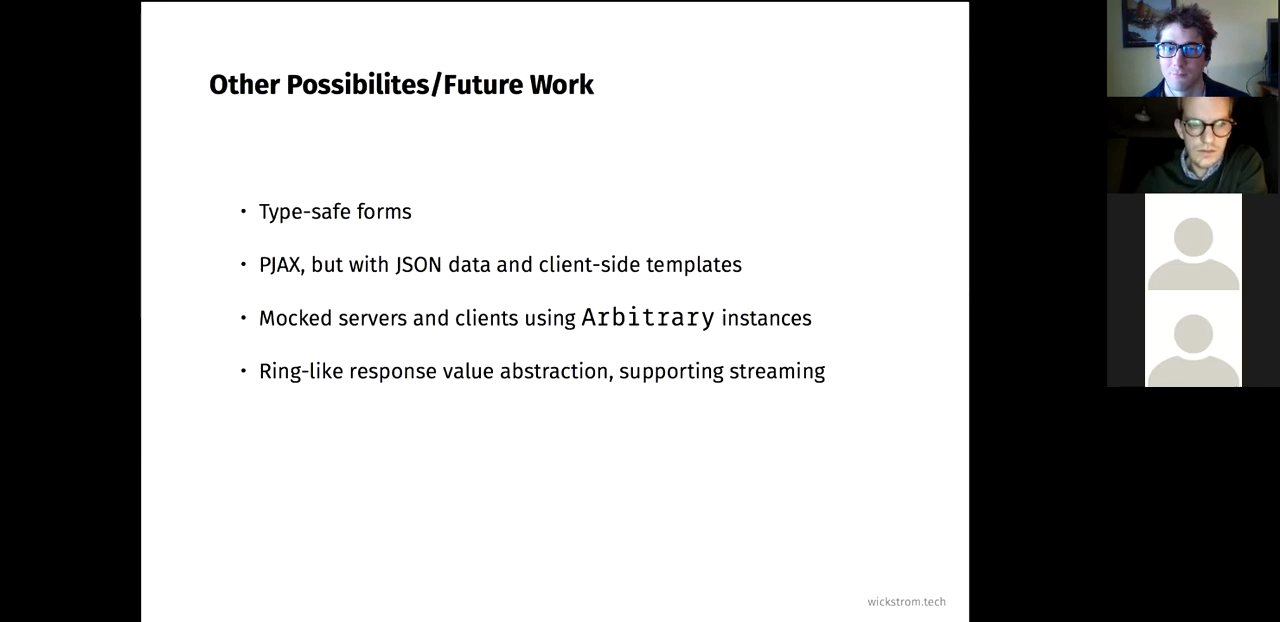 Other Possibilites/Future Work
• Type-safe forms
• PJAX, but with JSON data and client-side templates
• Mocked servers and clients using Arbitrary instances
• Ring-like response value abstraction, supporting streaming
wickstrom.tech